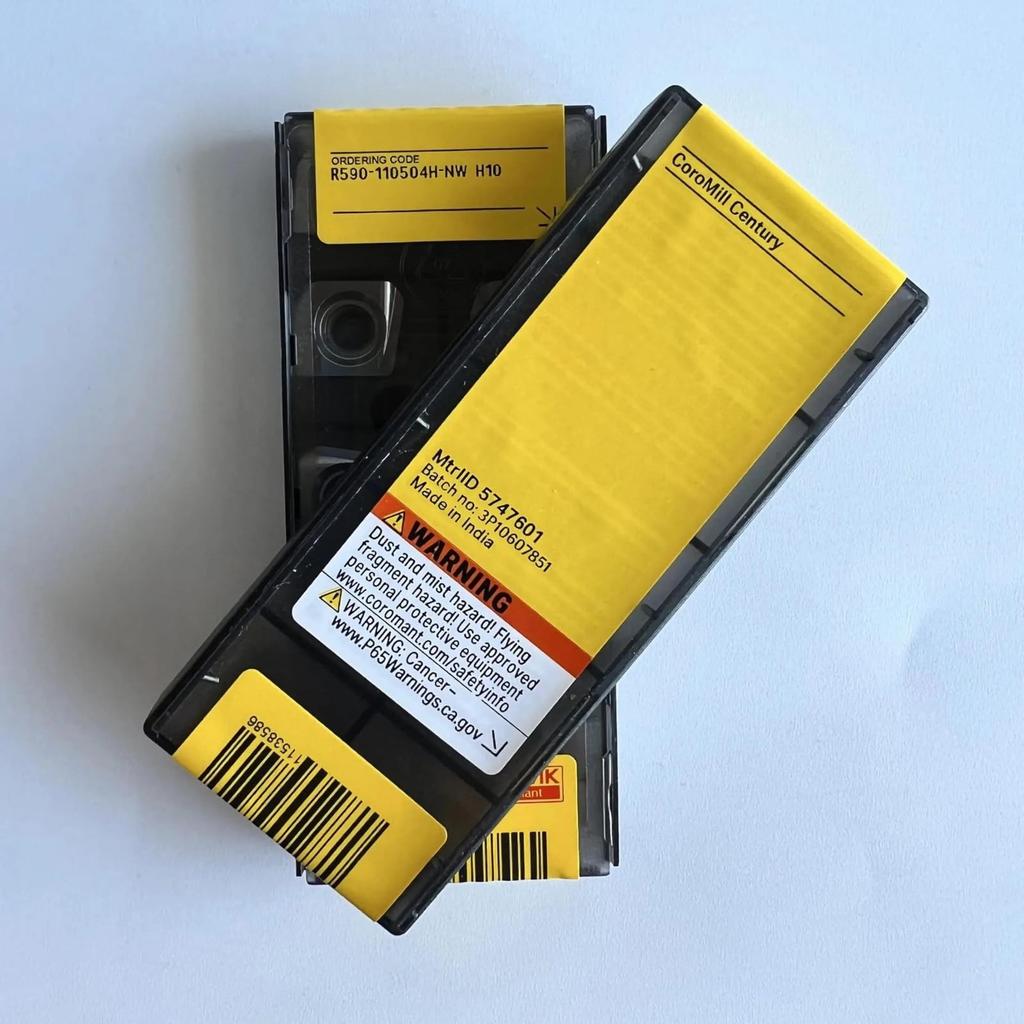 ORDERING CODE
R590-110504H-NW H10
CoroMill Century
MtrlID 5747601
Batch no: 3P10607851
Made in India
WARNING
Dust and mist hazard! Flying
fragment hazard! Use approved
personal protective equipment
www.coromant.com/safetyinfo
WARNING: Cancer–
www.P65Warnings.ca.gov
11538586